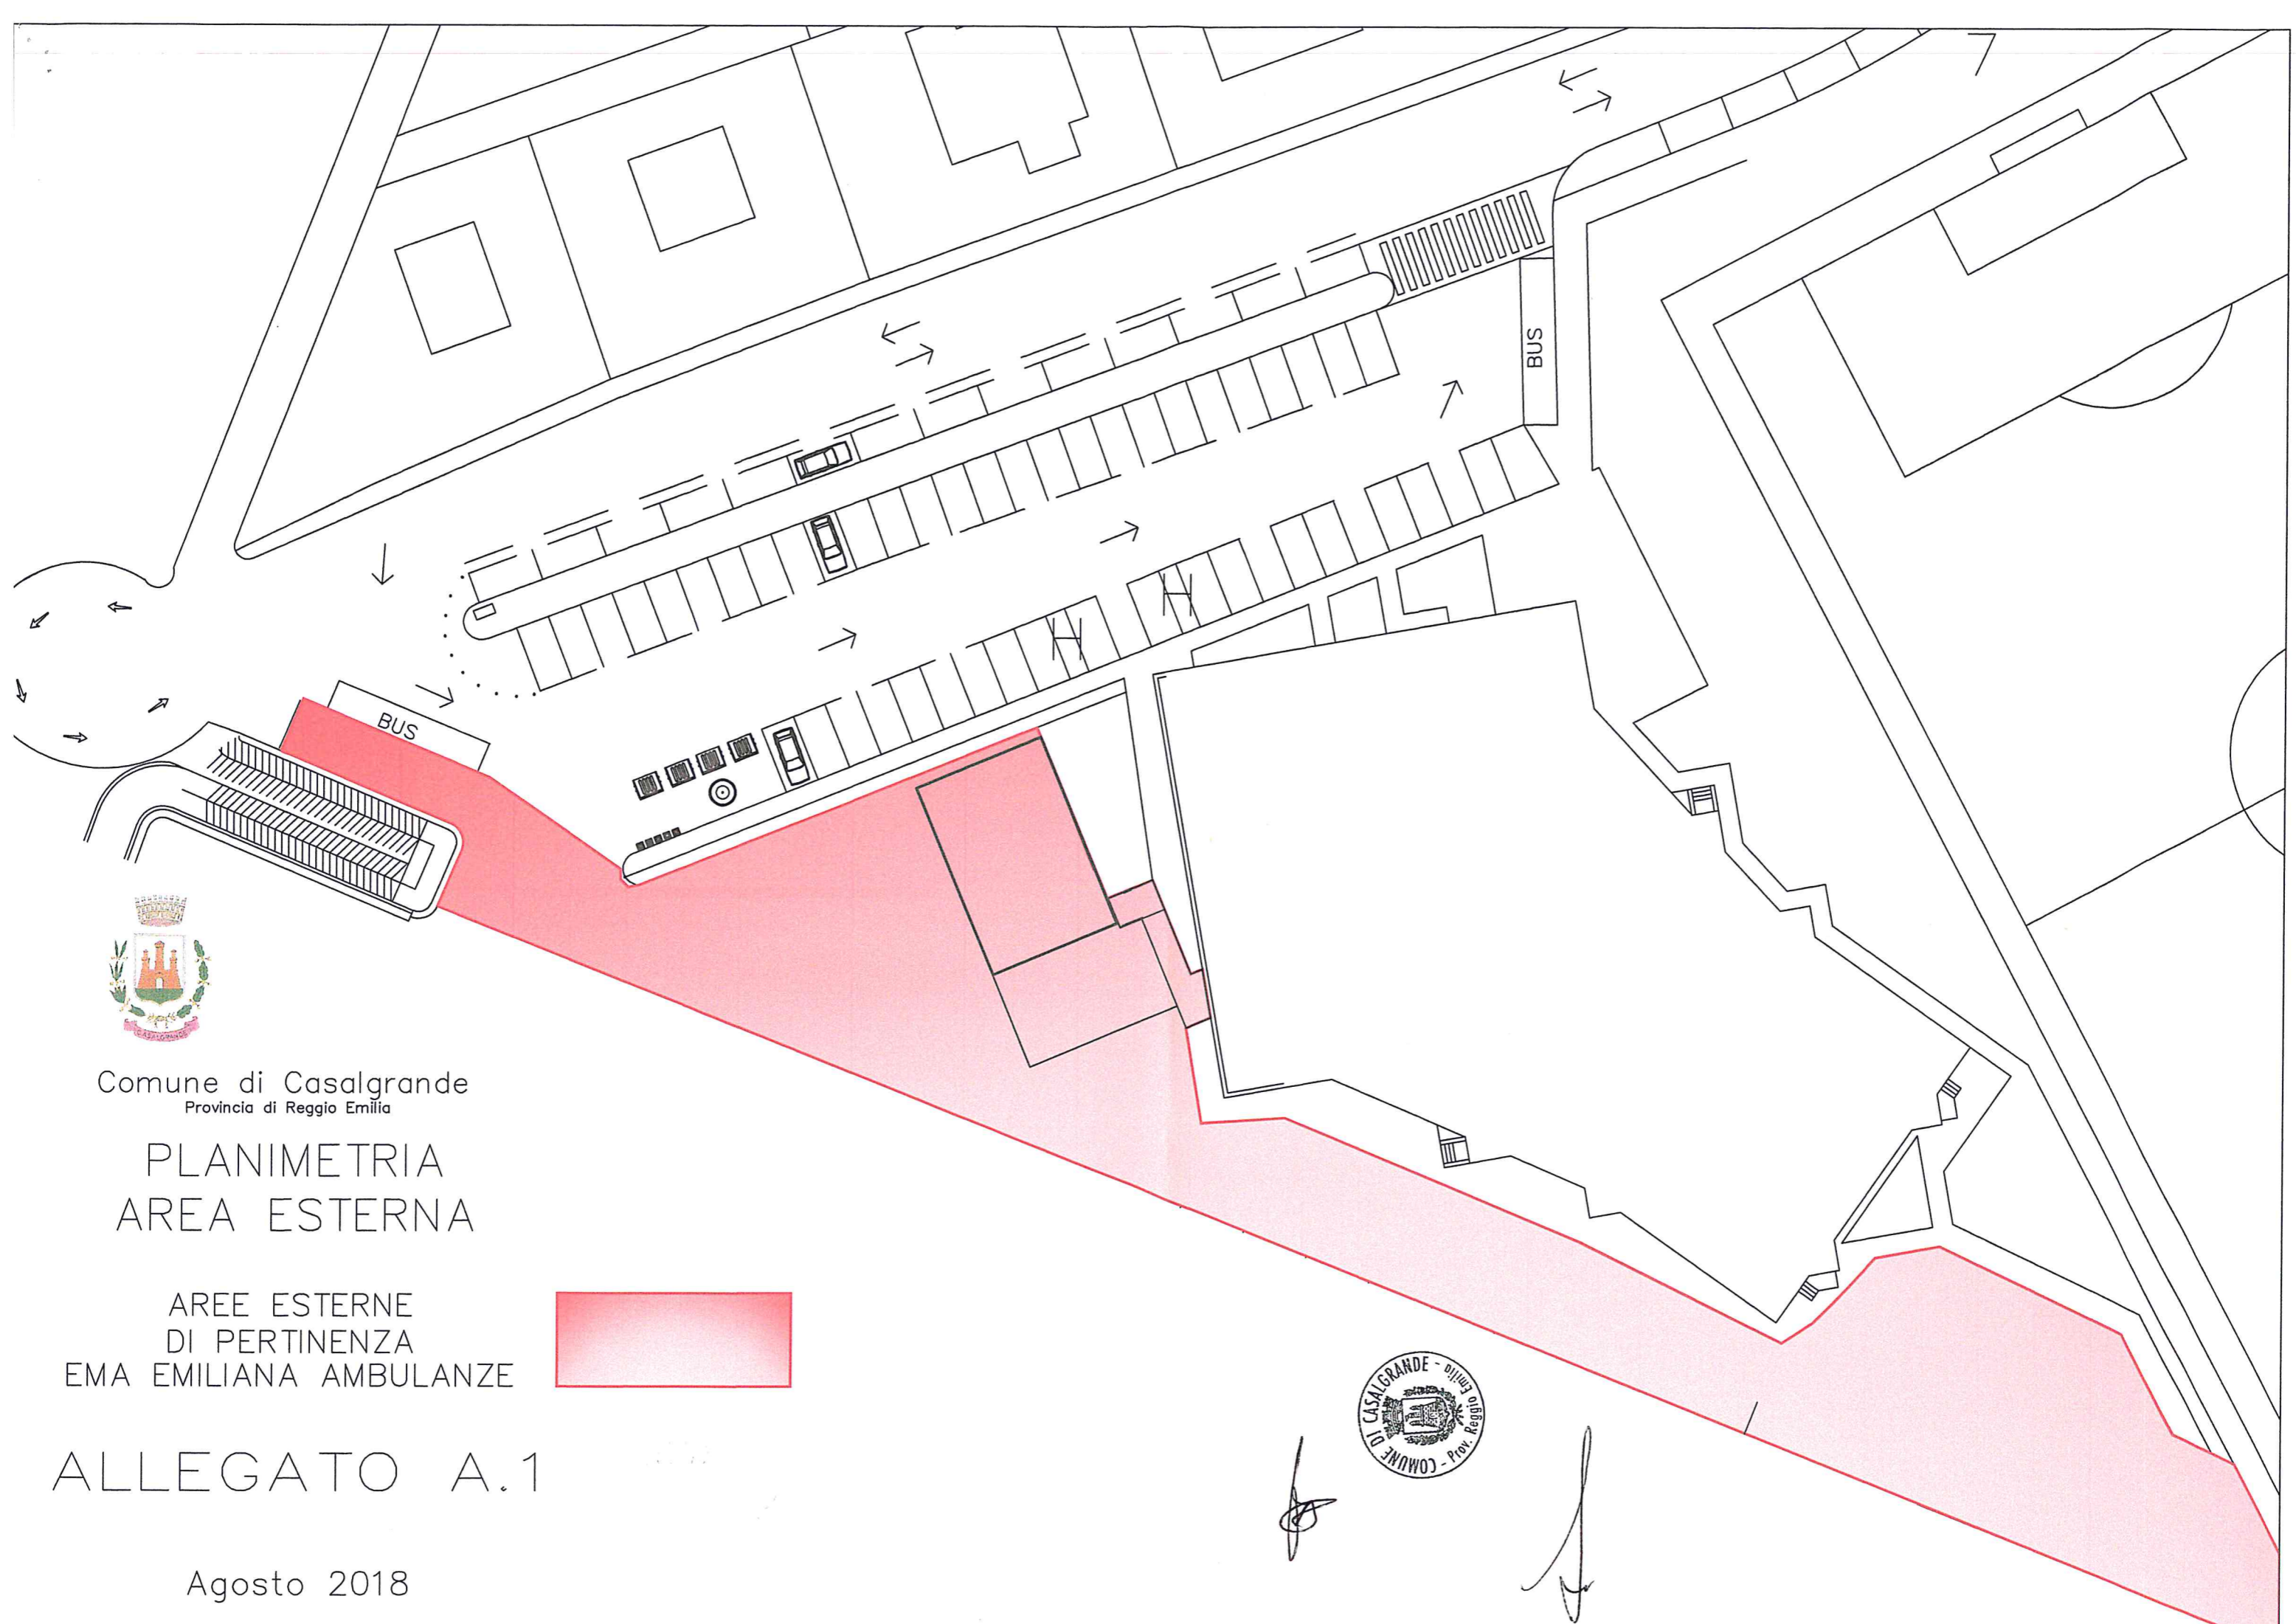 BUS
BUS
H
H
CASALGRANDE
Comune di Casalgrande
Provincia di Reggio Emilia
PLANIMETRIA
AREA ESTERNA
AREE ESTERNE
DI PERTINENZA
EMA EMILIANA AMBULANZE
ALLEGATO A.1
Agosto 2018
COMUNE DI CASALGRANDE - Prov. Reggio Emilia